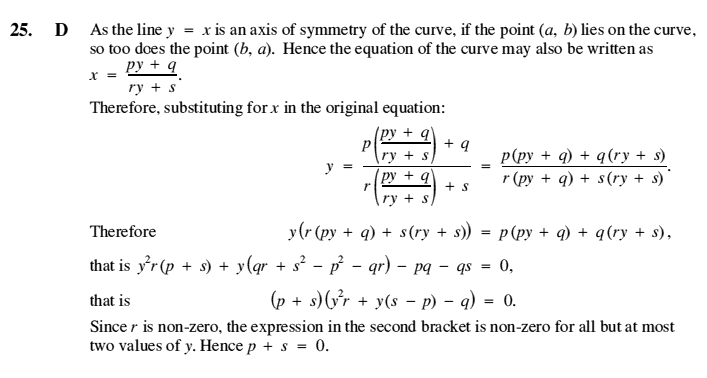 25. D As the line y = x is an axis of symmetry of the curve, if the point (a, b) lies on the curve,
so too does the point (b, a). Hence the equation of the curve may also be written as
x = \frac{py + q}{ry + s}.
Therefore, substituting for x in the original equation:
y = \frac{p\left(\frac{py + q}{ry + s}\right) + q}{r\left(\frac{py + q}{ry + s}\right) + s} = \frac{p(py + q) + q(ry + s)}{r(py + q) + s(ry + s)}.
Therefore y(r(py + q) + s(ry + s)) = p(py + q) + q(ry + s),
that is y²r(p + s) + y(qr + s² − p² − qr) − pq − qs = 0,
that is (p + s)(y²r + y(s − p) − q) = 0.
Since r is non-zero, the expression in the second bracket is non-zero for all but at most
two values of y. Hence p + s = 0.